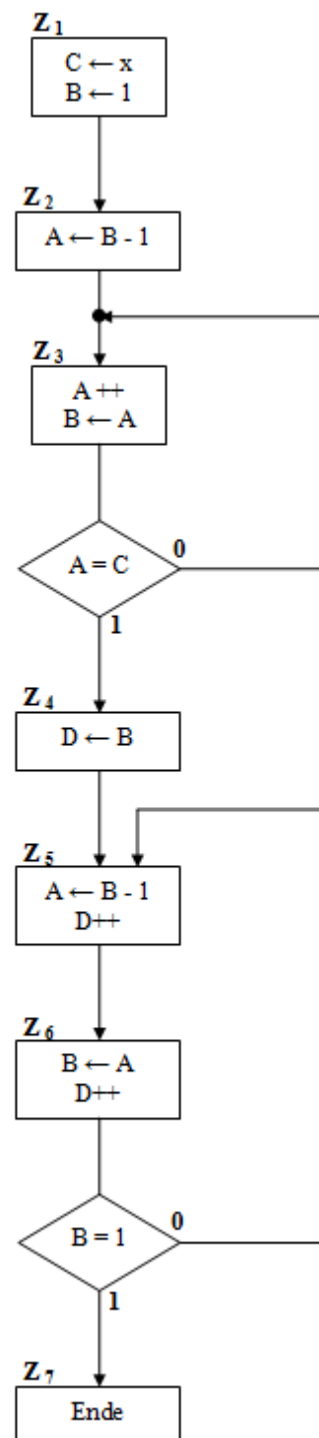 Z1
C ← x
B ← 1
Z2
A ← B - 1
Z3
A ++
B ← A
A = C
0
1
Z4
D ← B
Z5
A ← B - 1
D++
Z6
B ← A
D++
B = 1
0
1
Z7
Ende